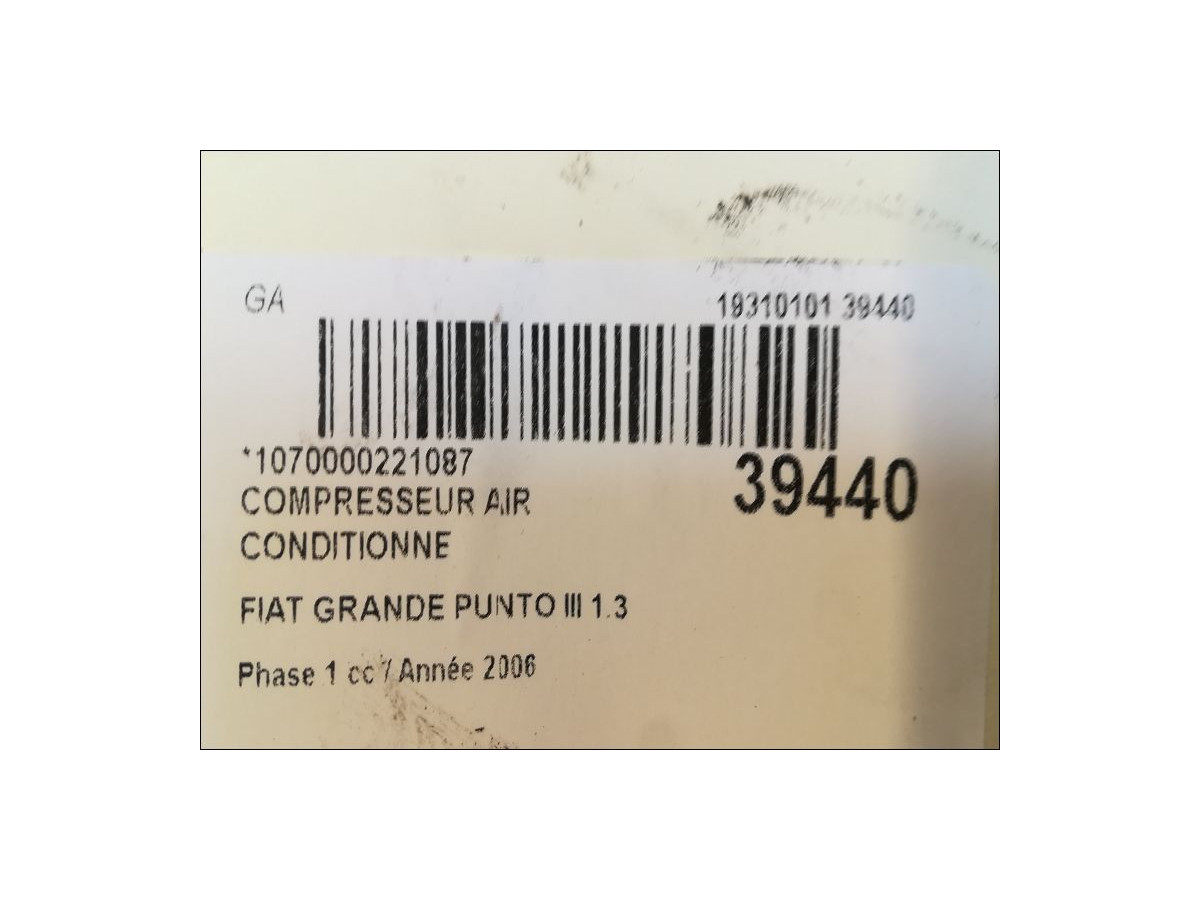 GA
19310101 39440
*1070000221087
39440
COMPRESSEUR AIR
CONDITIONNE
FIAT GRANDE PUNTO III 1.3
Phase 1 cc / Année 2006